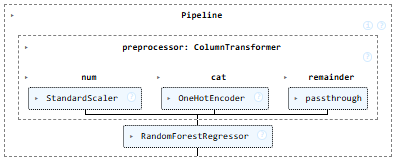 Pipeline
preprocessor: ColumnTransformer
num cat remainder
StandardScaler OneHotEncoder passthrough
RandomForestRegressor